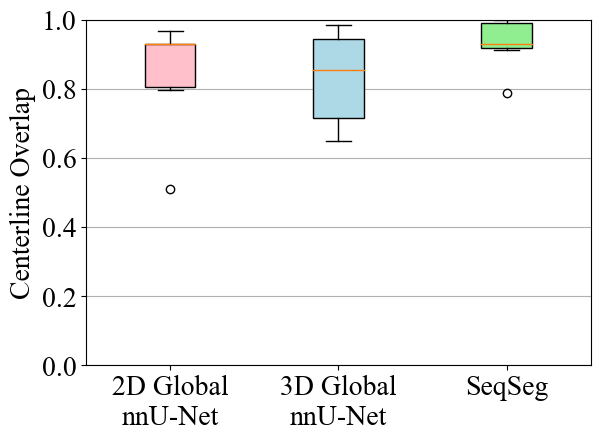 Centerline Overlap
1.0
0.8
0.6
0.4
0.2
0.0
2D Global
nnU-Net
3D Global
nnU-Net
SeqSeg